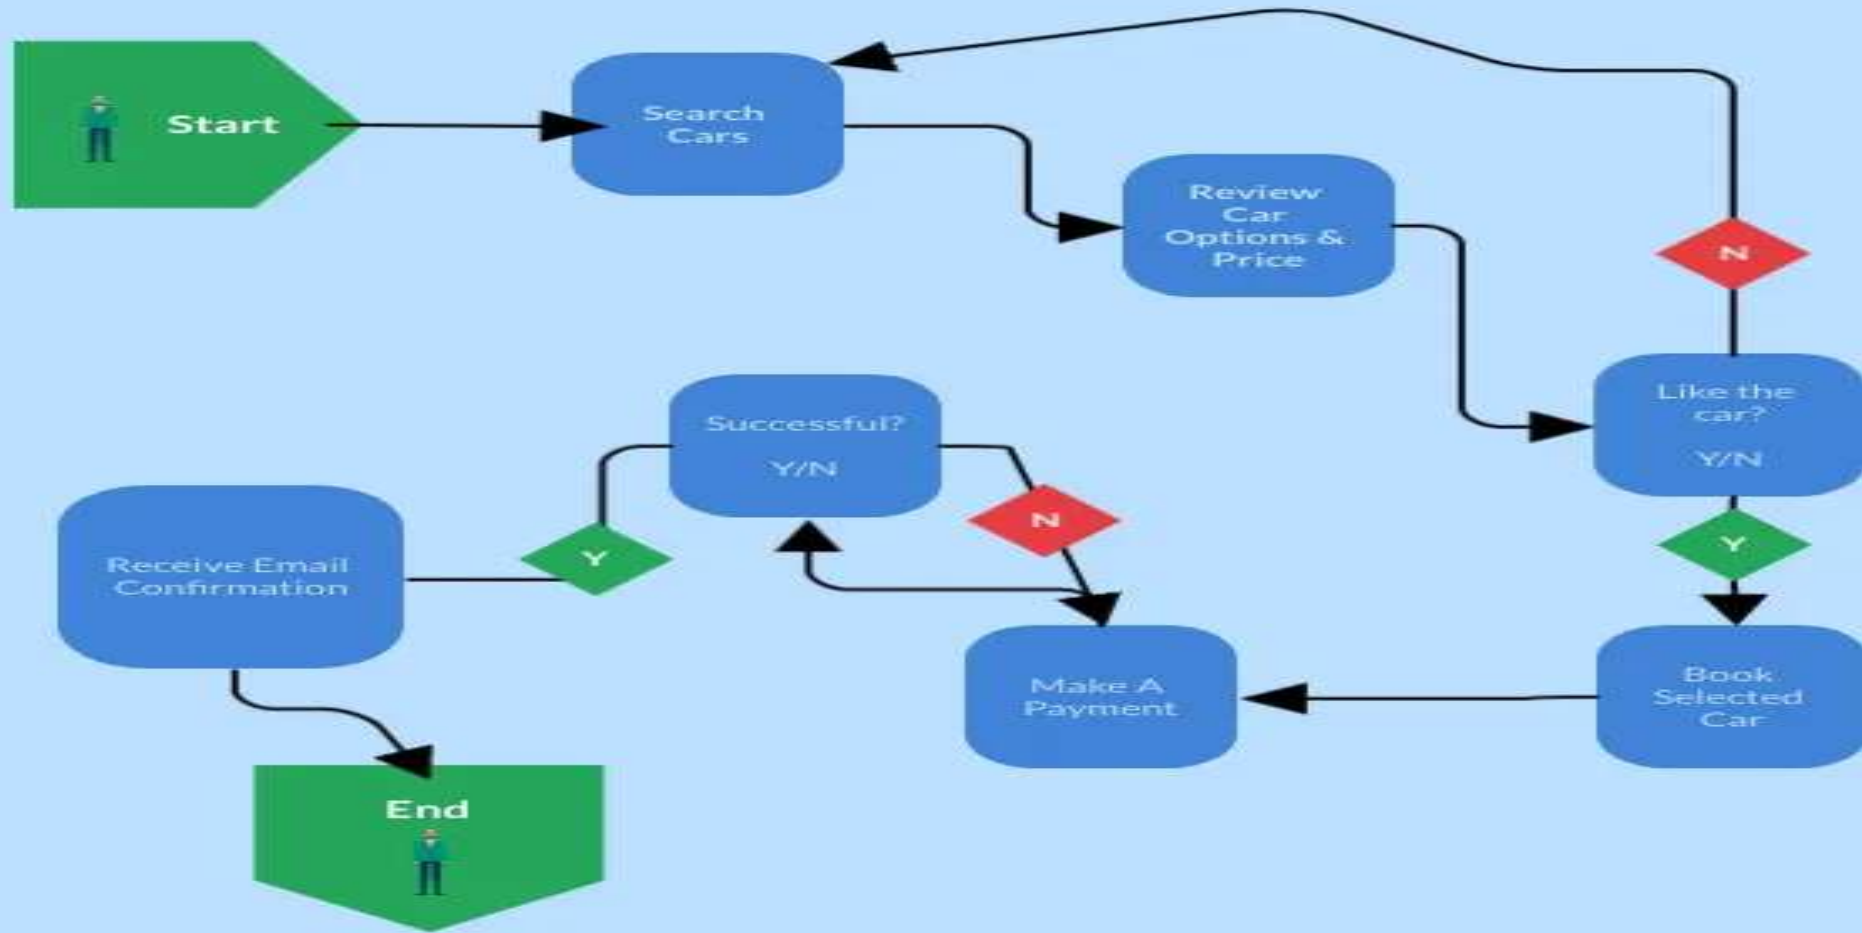 Start
Search
Cars
Review
Car
Options &
Price
N
Like the
car?
Y/N
Y
Book
Selected
Car
Make A
Payment
Successful?
Y/N
N
Y
Receive Email
Confirmation
End